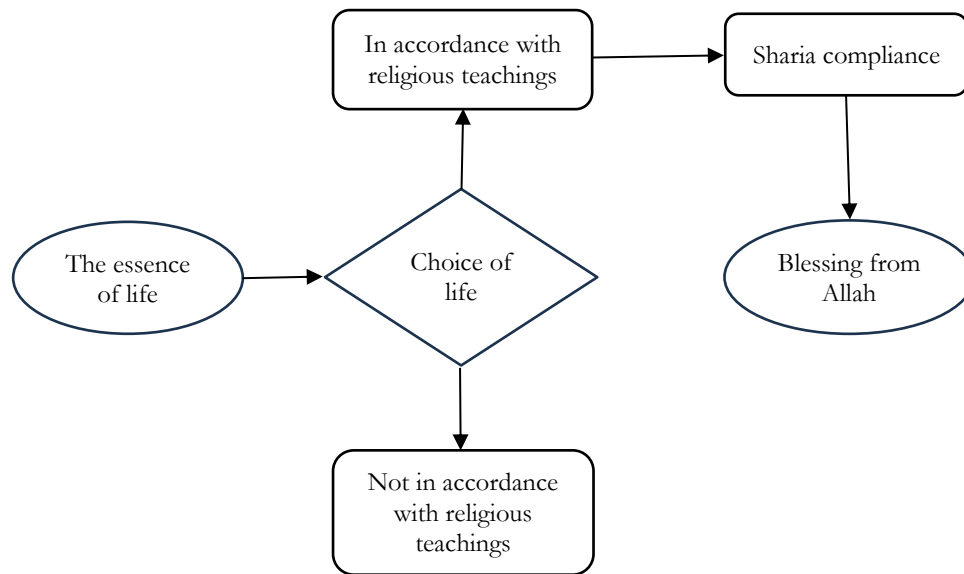 In accordance with
religious teachings
Sharia compliance
The essence
of life
Choice of
life
Blessing from
Allah
Not in accordance
with religious
teachings